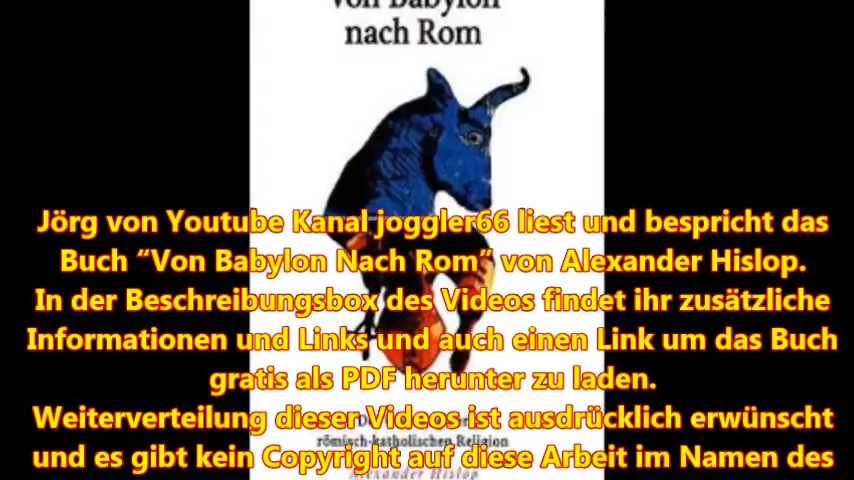 von Babylon
nach Rom
Jörg von Youtube Kanal joggler66 liest und bespricht das
Buch “Von Babylon Nach Rom” von Alexander Hislop.
In der Beschreibungsbox des Videos findet ihr zusätzliche
Informationen und Links und auch einen Link um das Buch
gratis als PDF herunter zu laden.
Weiterverteilung dieser Videos ist ausdrücklich erwünscht
römisch-katholischen Religion
und es gibt kein Copyright auf diese Arbeit im Namen des
Alexander Hislop